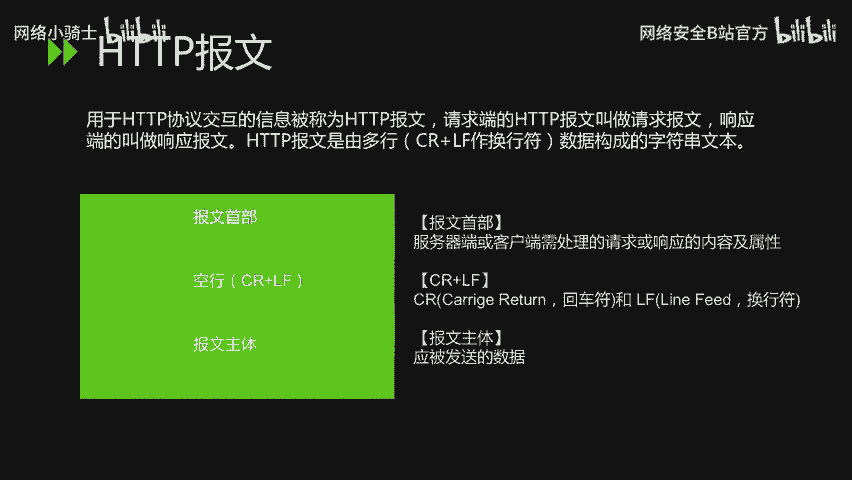 网络小骑士 bilibili
网络安全B站官方 bilibili
HTTP报文
用于HTTP协议交互的信息被称为HTTP报文，请求端的HTTP报文叫做请求报文，响应
端的叫做响应报文。HTTP报文是由多行（CR+LF作换行符）数据构成的字符串文本。
报文首部
空行（CR+LF）
报文主体
【报文首部】
服务器端或客户端需处理的请求或响应的内容及属性
【CR+LF】
CR(Carrige Return，回车符)和 LF(Line Feed，换行符)
【报文主体】
应被发送的数据